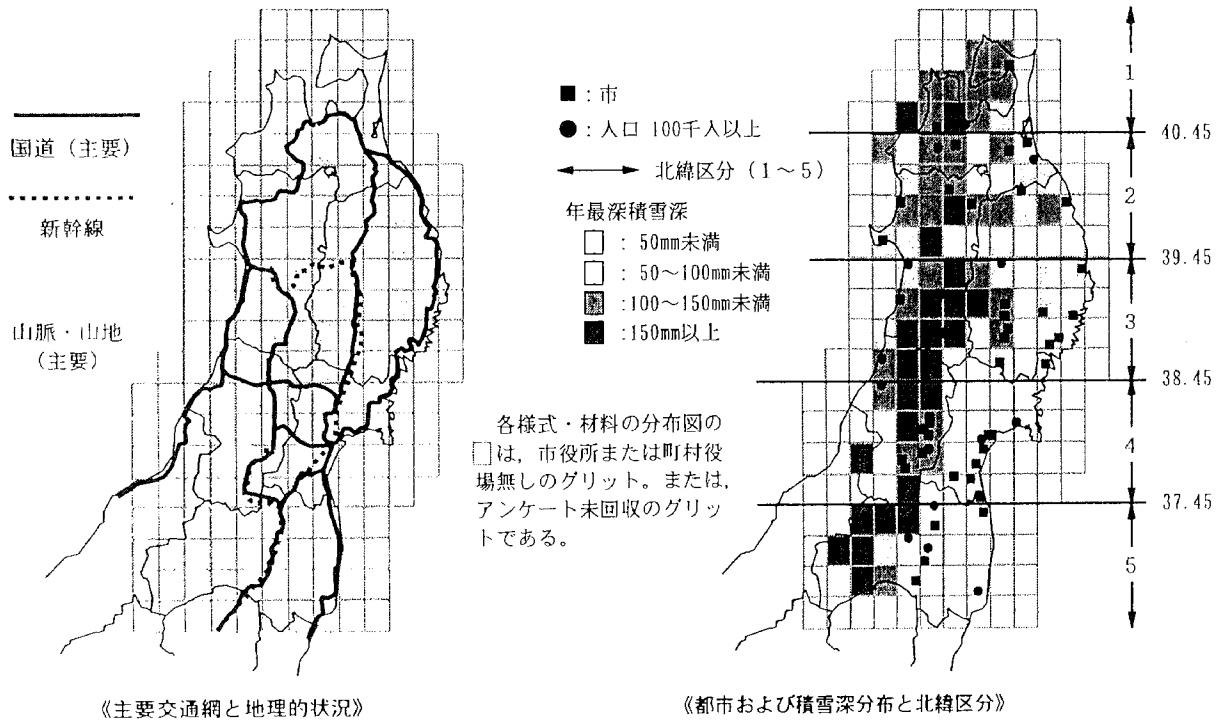 国道（主要）
新幹線
山脈・山地
（主要）
■：市
●：人口 100千人以上
北緯区分（1～5）
年最深積雪深
□： 50mm未満
□： 50～100mm未満
：100～150mm未満
■：150mm以上
各様式・材料の分布図の
□は，市役所または町村役
場無しのグリット。または，
アンケート未回収のグリッ
トである。
1
40.45
2
39.45
3
38.45
4
37.45
5
《主要交通網と地理的状況》
《都市および積雪深分布と北緯区分》